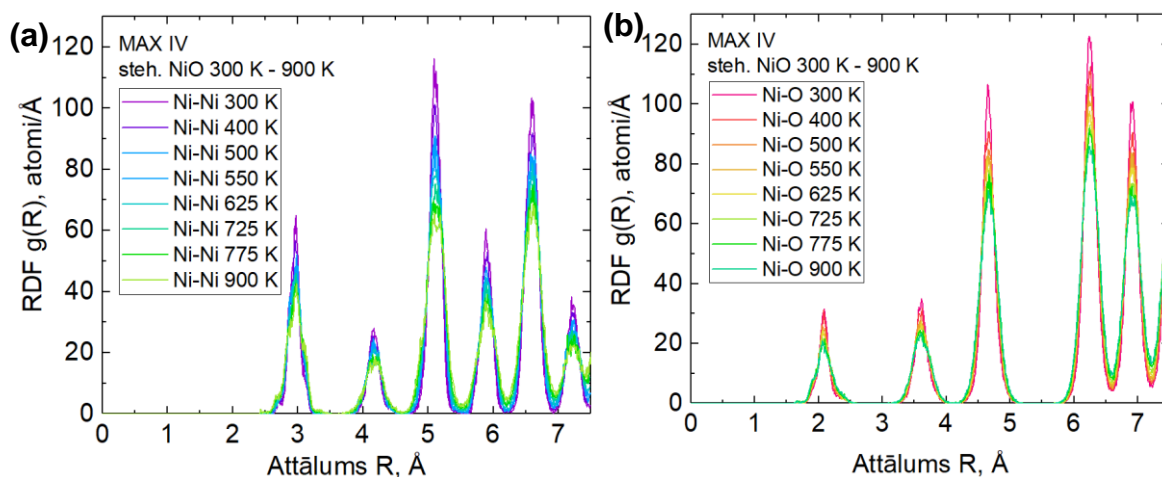 (a)
MAX IV
steh. NiO 300 K - 900 K
Ni-Ni 300 K
Ni-Ni 400 K
Ni-Ni 500 K
Ni-Ni 550 K
Ni-Ni 625 K
Ni-Ni 725 K
Ni-Ni 775 K
Ni-Ni 900 K
RDF g(R), atomi/Å
120
100
80
60
40
20
0
0 1 2 3 4 5 6 7
Attālums R, Å
(b)
MAX IV
steh. NiO 300 K - 900 K
Ni-O 300 K
Ni-O 400 K
Ni-O 500 K
Ni-O 550 K
Ni-O 625 K
Ni-O 725 K
Ni-O 775 K
Ni-O 900 K
RDF g(R), atomi/Å
120
100
80
60
40
20
0
0 1 2 3 4 5 6 7
Attālums R, Å